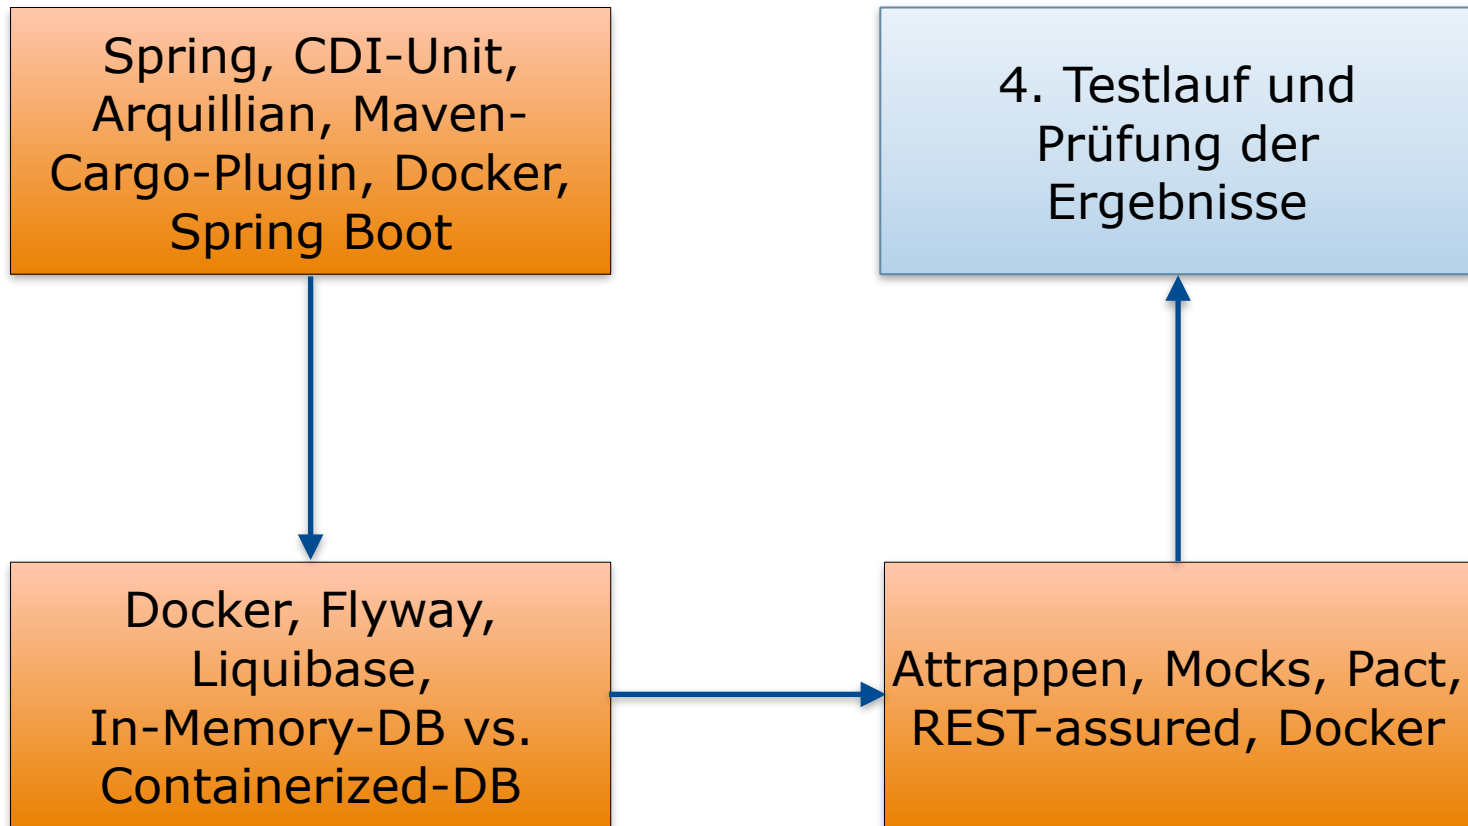 Spring, CDI-Unit,
Arquillian, Maven-
Cargo-Plugin, Docker,
Spring Boot
4. Testlauf und
Prüfung der
Ergebnisse
Docker, Flyway,
Liquibase,
In-Memory-DB vs.
Containerized-DB
Attrappen, Mocks, Pact,
REST-assured, Docker